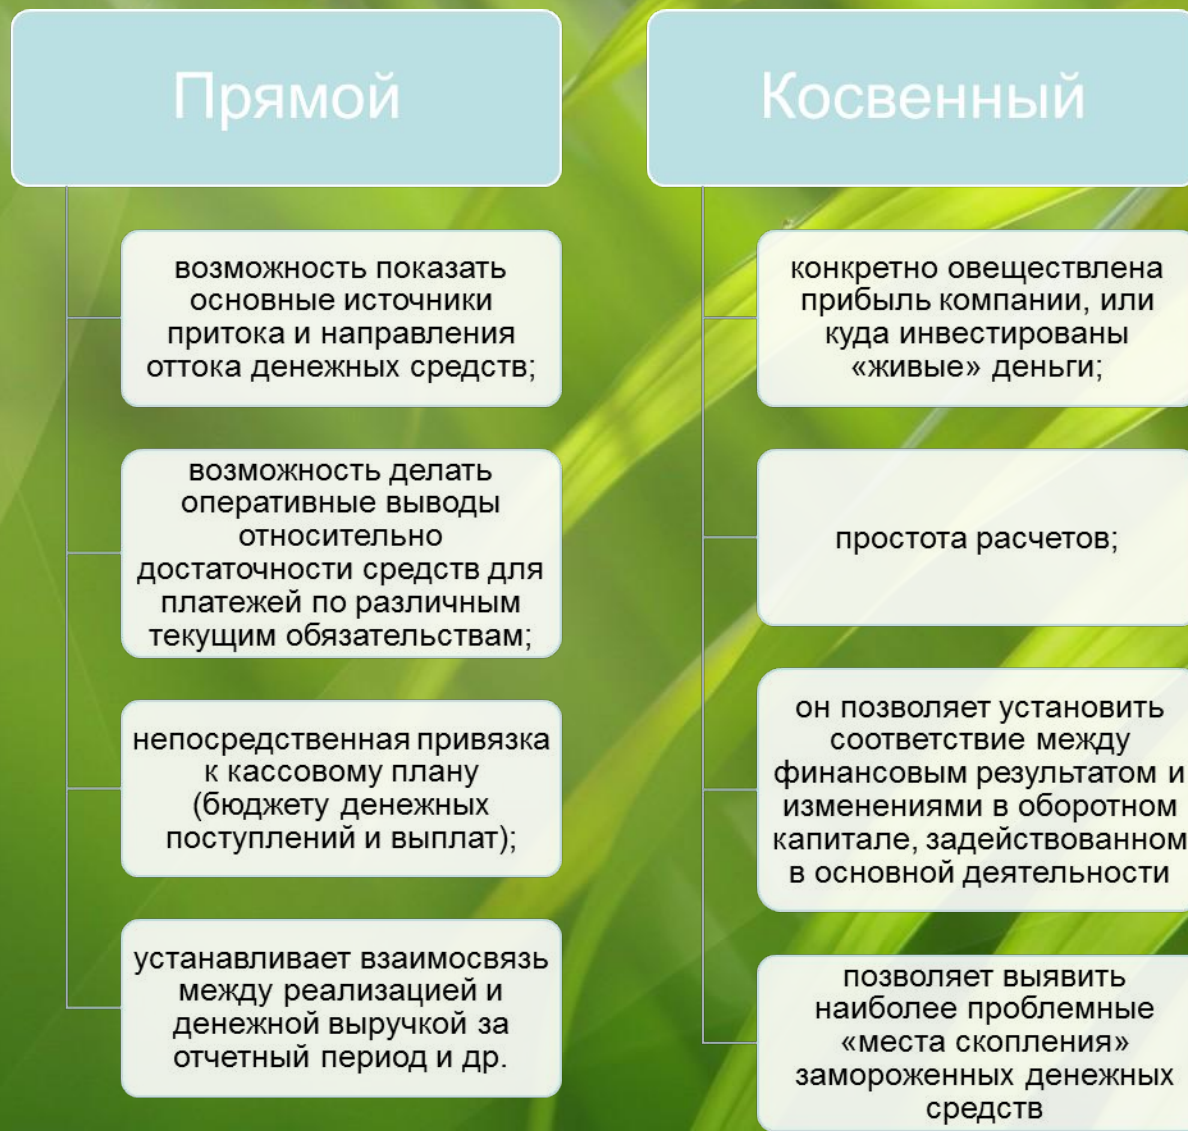 Прямой
возможность показать
основные источники
притока и направления
оттока денежных средств;
возможность делать
оперативные выводы
относительно
достаточности средств для
платежей по различным
текущим обязательствам;
непосредственная привязка
к кассовому плану
(бюджету денежных
поступлений и выплат);
устанавливает взаимосвязь
между реализацией и
денежной выручкой за
отчетный период и др.
Косвенный
конкретно овеществлена
прибыль компании, или
куда инвестированы
«живые» деньги;
простота расчетов;
он позволяет установить
соответствие между
финансовым результатом и
изменениями в оборотном
капитале, задействованном
в основной деятельности
позволяет выявить
наиболее проблемные
«места скопления»
замороженных денежных
средств